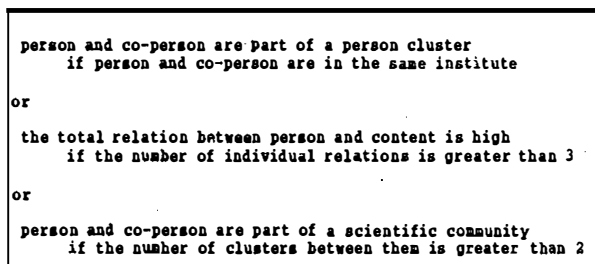 person and co-person are part of a person cluster
if person and co-person are in the same institute
or
the total relation between person and content is high
if the number of individual relations is greater than 3
or
person and co-person are part of a scientific community
if the number of clusters between them is greater than 2